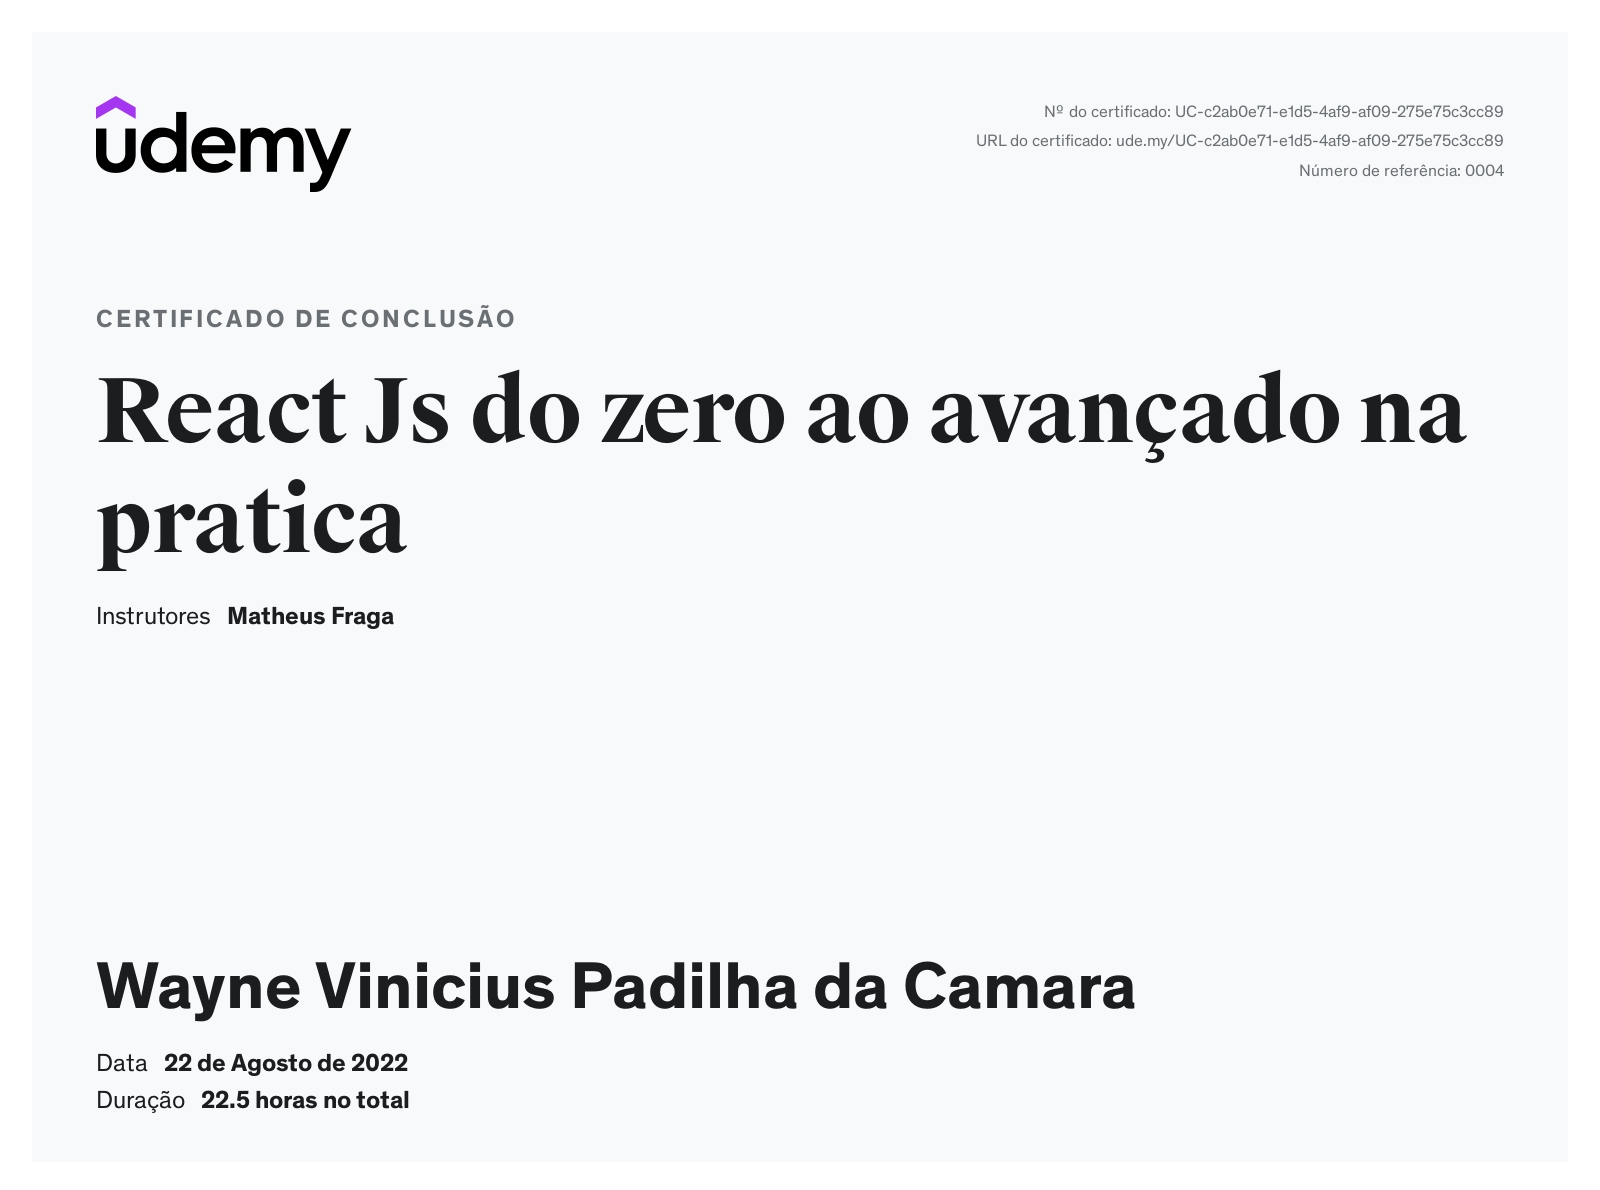 udemy
Nº do certificado: UC-c2ab0e71-e1d5-4af9-af09-275e75c3cc89
URL do certificado: ude.my/UC-c2ab0e71-e1d5-4af9-af09-275e75c3cc89
Número de referência: 0004
CERTIFICADO DE CONCLUSÃO
React Js do zero ao avançado na
pratica
Instrutores Matheus Fraga
Wayne Vinicius Padilha da Camara
Data 22 de Agosto de 2022
Duração 22.5 horas no total